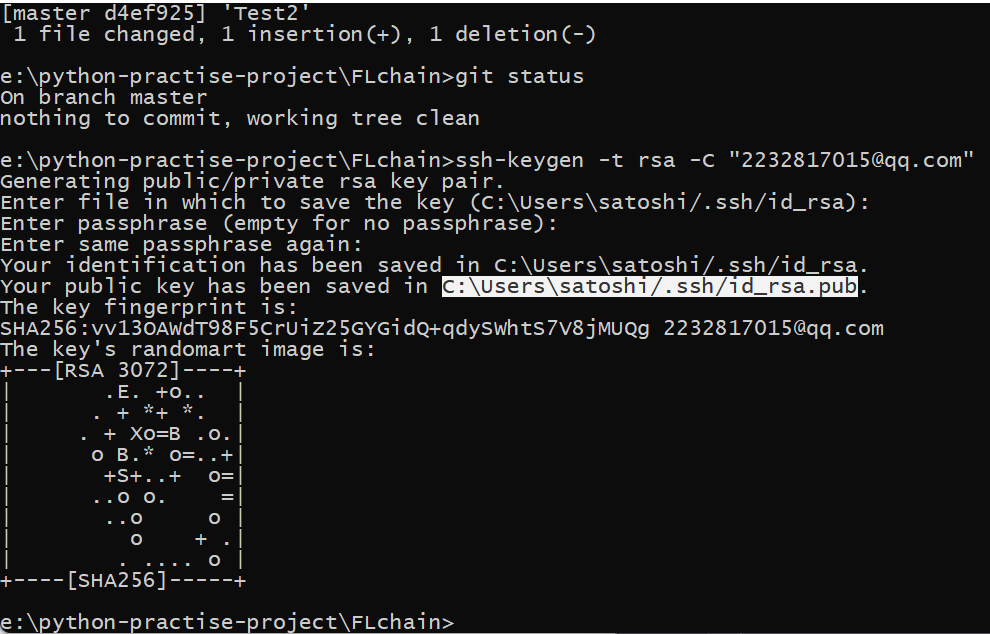 [master d4ef925] 'Test2'
 1 file changed, 1 insertion(+), 1 deletion(-)

e:\python-practise-project\FLchain>git status
On branch master
nothing to commit, working tree clean

e:\python-practise-project\FLchain>ssh-keygen -t rsa -C "2232817015@qq.com"
Generating public/private rsa key pair.
Enter file in which to save the key (C:\Users\satoshi/.ssh/id_rsa):
Enter passphrase (empty for no passphrase):
Enter same passphrase again:
Your identification has been saved in C:\Users\satoshi/.ssh/id_rsa.
Your public key has been saved in C:\Users\satoshi/.ssh/id_rsa.pub.
The key fingerprint is:
SHA256:vv13OAWdT98F5CrUiZ25GYGidQ+qdySWhtS7V8jMUQg 2232817015@qq.com
The key's randomart image is:
+---[RSA 3072]----+
|       .E. +o..  |
|      . + *+ *.  |
|     . + Xo=B .o.|
|      o B.* o=..+|
|       +S+..+  o=|
|      ..o o.    =|
|       ..o     o |
|         o    + .|
|        . .... o |
+----[SHA256]-----+

e:\python-practise-project\FLchain>